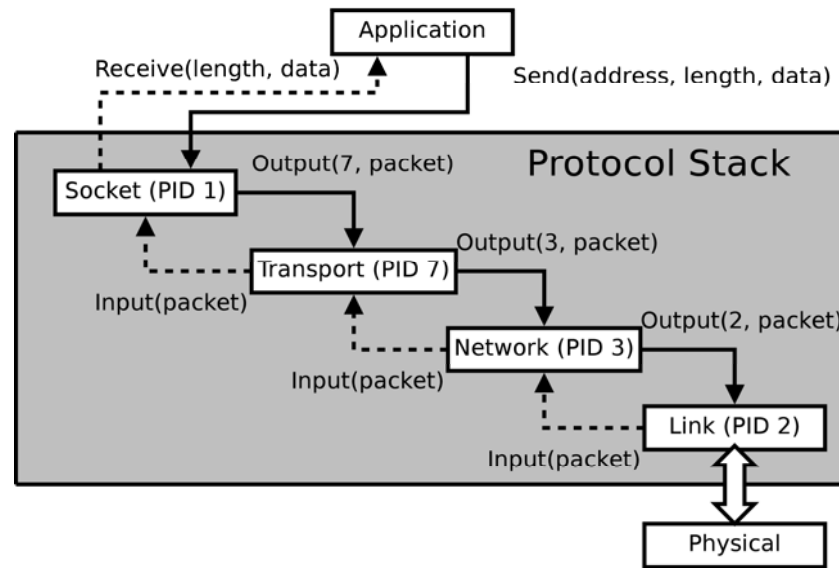 Application
Receive(length, data)
Send(address, length, data)
Protocol Stack
Output(7, packet)
Socket (PID 1)
Output(3, packet)
Transport (PID 7)
Input(packet)
Output(2, packet)
Network (PID 3)
Input(packet)
Link (PID 2)
Input(packet)
Physical